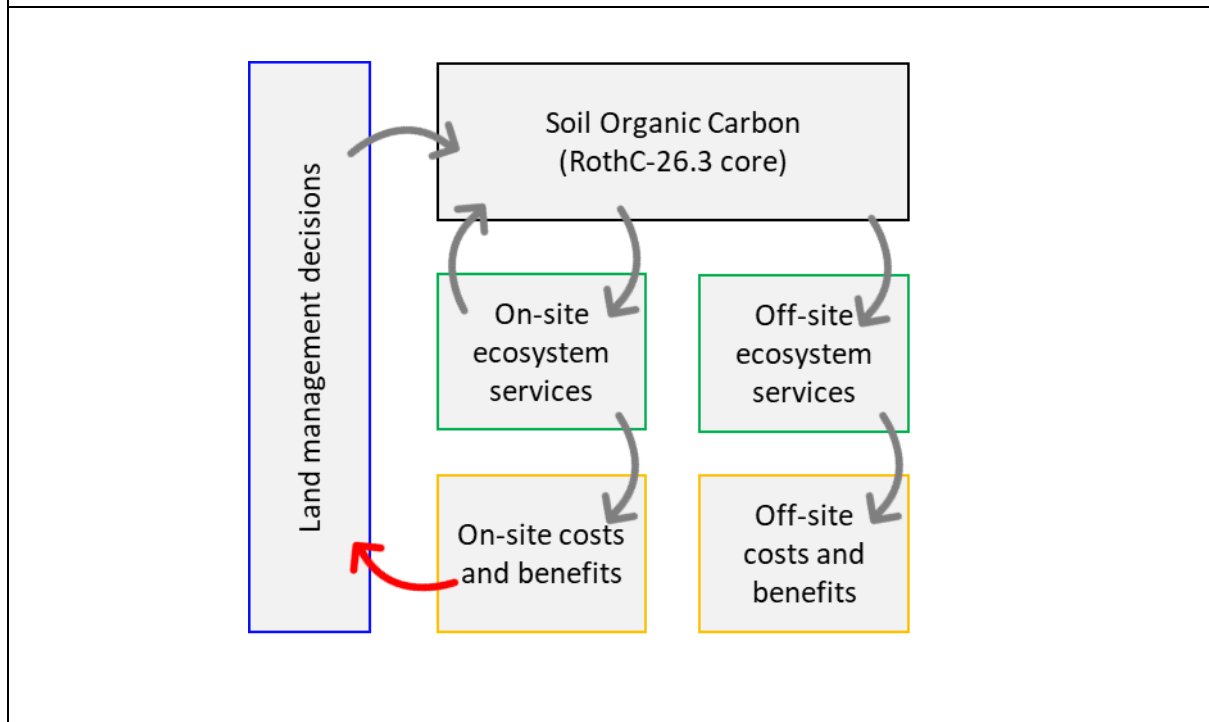 Land management decisions
Soil Organic Carbon
(RothC-26.3 core)
On-site
ecosystem
services
Off-site
ecosystem
services
On-site costs
and benefits
Off-site
costs and
benefits